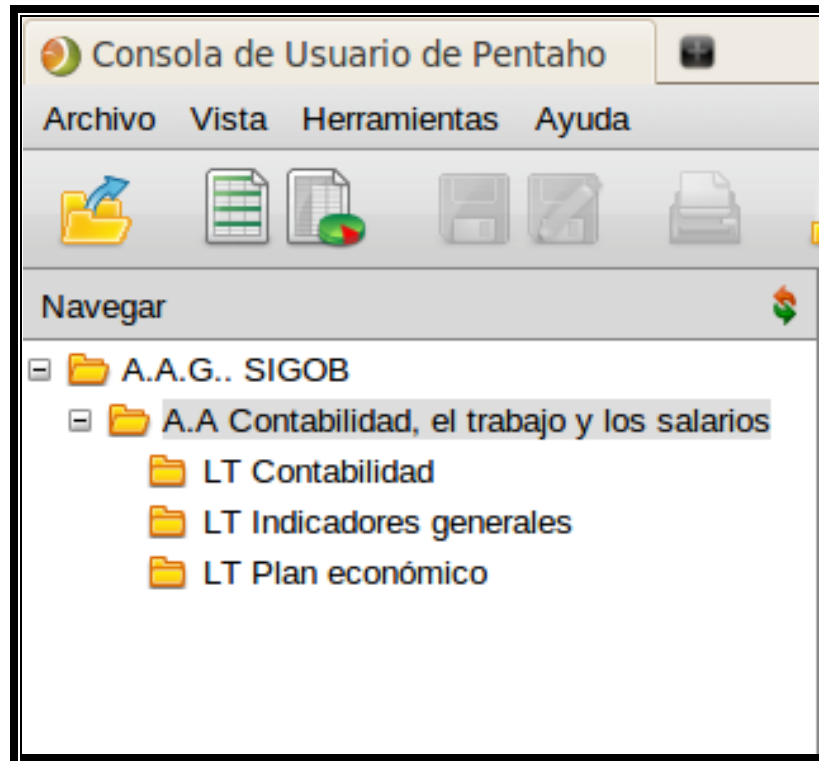 Consola de Usuario de Pentaho
Archivo Vista Herramientas Ayuda
Navegar
A.A.G.. SIGOB
A.A Contabilidad, el trabajo y los salarios
LT Contabilidad
LT Indicadores generales
LT Plan económico